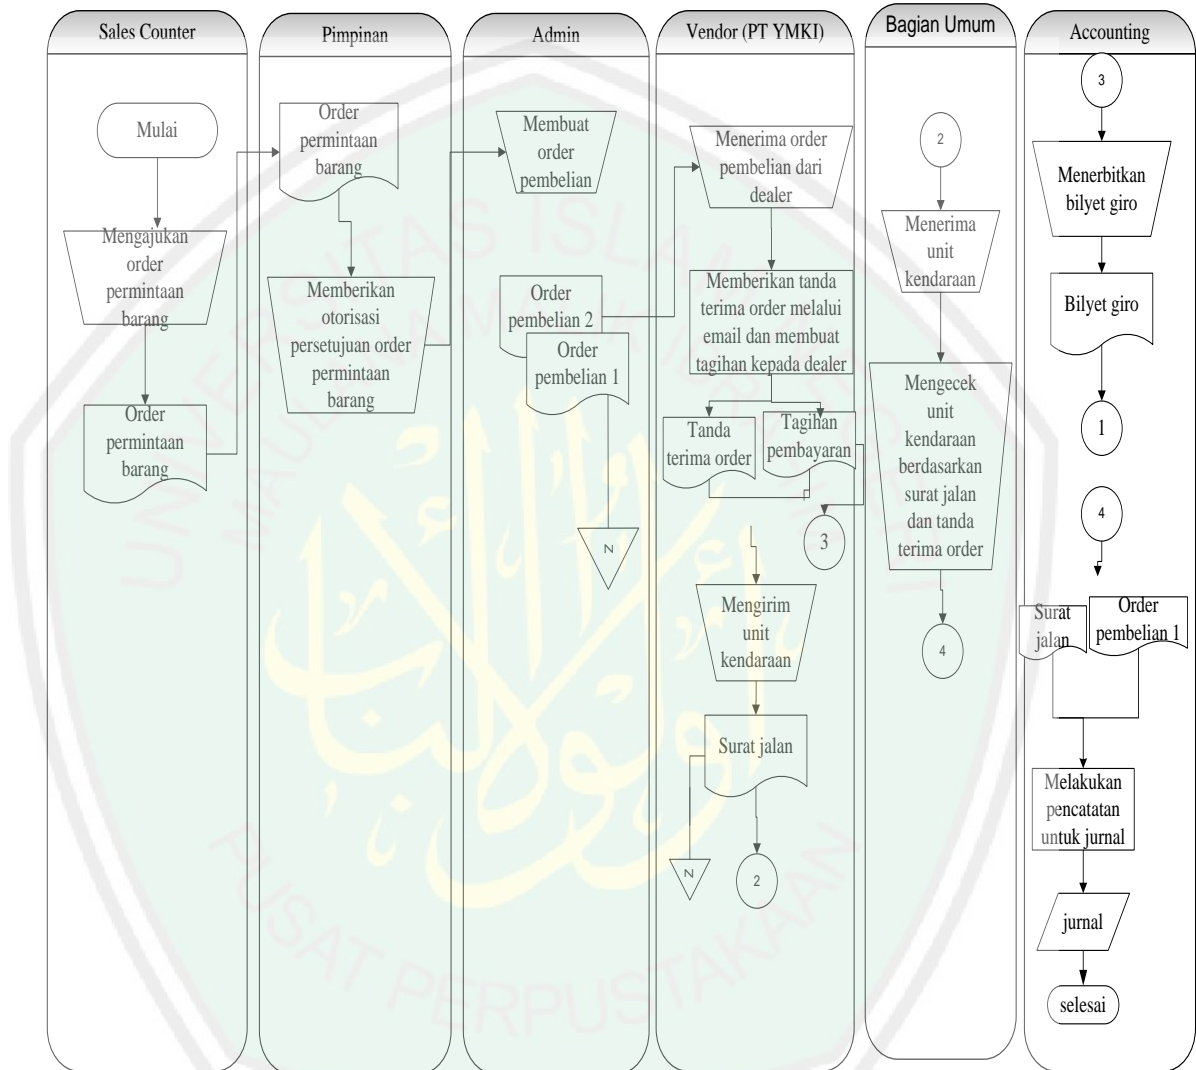 Sales Counter
Mulai
Mengajukan
order
permintaan
barang
Order
permintaan
barang
Pimpinan
Order
permintaan
barang
Memberikan
otorisasi
persetujuan order
permintaan
barang
Admin
Membuat
order
pembelian
Order
pembelian 2
Order
pembelian 1
N
Vendor (PT YMKI)
Menerima order
pembelian dari
dealer
Memberikan tanda
terima order melalui
email dan membuat
tagihan kepada dealer
Tanda
terima order
Tagihan
pembayaran
3
Mengirim
unit
kendaraan
Surat jalan
N
2
Bagian Umum
2
Menerima
unit
kendaraan
Mengecek
unit
kendaraan
berdasarkan
surat jalan
dan tanda
terima order
4
Accounting
3
Menerbitkan
bilyet giro
Bilyet giro
1
4
Surat
jalan
Order
pembelian 1
Melakukan
pencatatan
untuk jurnal
jurnal
selesai
PUSAT PERPUSTAKAAN